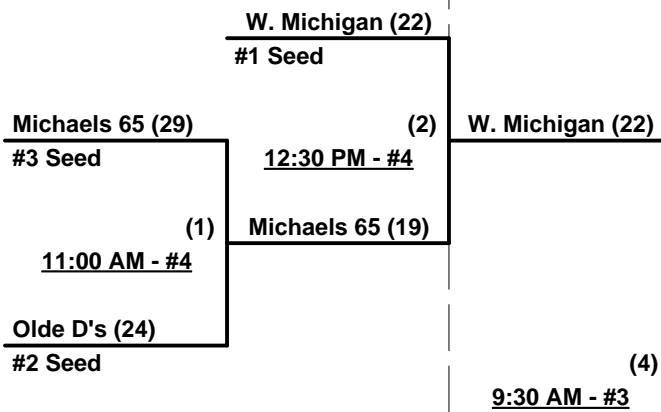 W. Michigan (22)
#1 Seed
Michaels 65 (29)
(2)
W. Michigan (22)
#3 Seed
12:30 PM - #4
(1)
Michaels 65 (19)
11:00 AM - #4
Olde D's (24)
#2 Seed
(4)
9:30 AM - #3